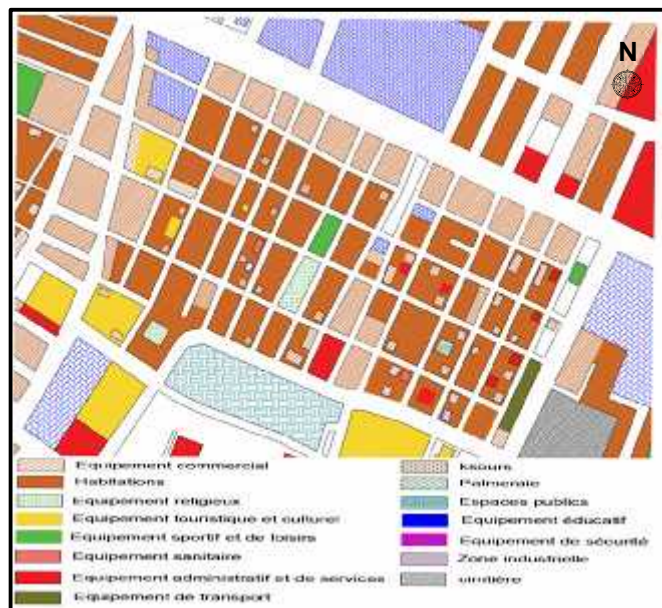 N
Equipement commercial
Habitations
Equipement religieux
Equipement touristique et culturel
Equipement sportif et de loisirs
Equipement sanitaire
Equipement administratif et de services
Equipement de transport
ksours
Palmeraie
Espaces publics
Equipement éducatif
Equipement de sécurité
Zone industrielle